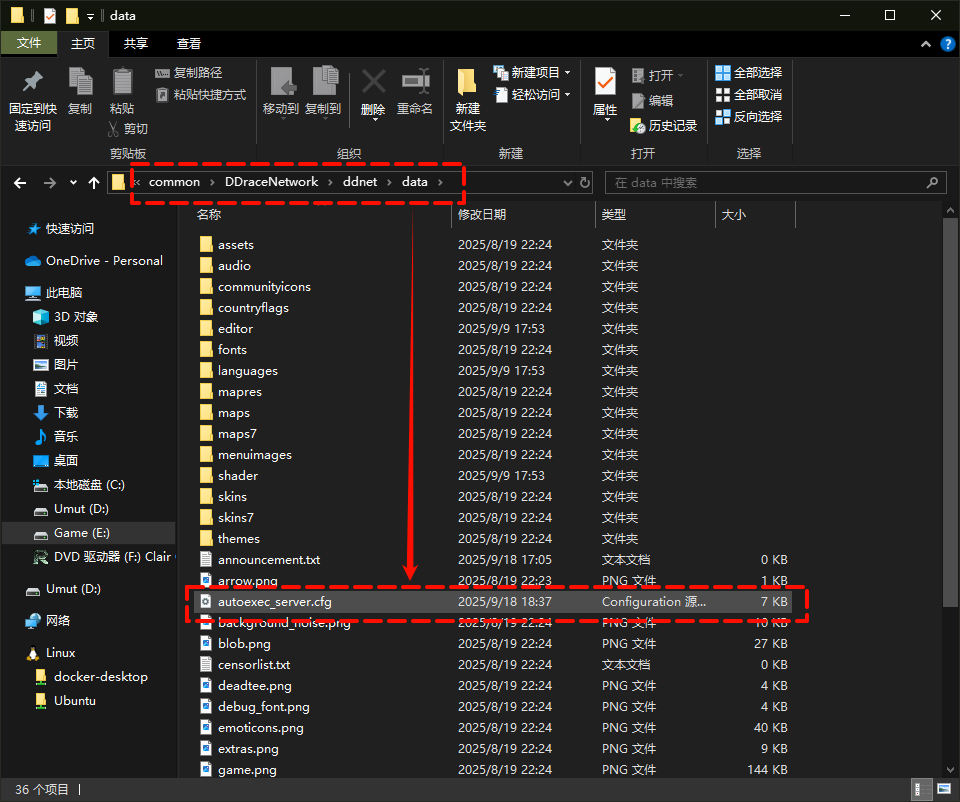 data
文件 主页 共享 查看
固定到快速访问
复制
粘贴
复制路径
粘贴快捷方式
剪切
剪贴板
移动到
复制到
删除
重命名
组织
新建文件夹
新建项目
轻松访问
新建
属性
打开
编辑
历史记录
打开
全部选择
全部取消
反向选择
选择
« common › DDraceNetwork › ddnet › data ›
在 data 中搜索
快速访问
OneDrive - Personal
此电脑
3D 对象
视频
图片
文档
下载
音乐
桌面
本地磁盘 (C:)
Umut (D:)
Game (E:)
DVD 驱动器 (F:) Clair
Umut (D:)
网络
Linux
docker-desktop
Ubuntu
名称 修改日期 类型 大小
assets 2025/8/19 22:24 文件夹
audio 2025/8/19 22:24 文件夹
communityicons 2025/8/19 22:24 文件夹
countryflags 2025/8/19 22:24 文件夹
editor 2025/9/9 17:53 文件夹
fonts 2025/8/19 22:24 文件夹
languages 2025/9/9 17:53 文件夹
mapres 2025/8/19 22:24 文件夹
maps 2025/8/19 22:24 文件夹
maps7 2025/8/19 22:24 文件夹
menuimages 2025/8/19 22:24 文件夹
shader 2025/9/9 17:53 文件夹
skins 2025/8/19 22:24 文件夹
skins7 2025/8/19 22:24 文件夹
themes 2025/8/19 22:24 文件夹
announcement.txt 2025/9/18 17:05 文本文档 0 KB
arrow.png 2025/8/19 22:23 PNG 文件 1 KB
autoexec_server.cfg 2025/9/18 18:37 Configuration 源... 7 KB
background_noise.png 2025/8/19 22:24 PNG 文件 10 KB
blob.png 2025/8/19 22:24 PNG 文件 27 KB
censorlist.txt 2025/8/19 22:24 文本文档 0 KB
deadtee.png 2025/8/19 22:24 PNG 文件 4 KB
debug_font.png 2025/8/19 22:24 PNG 文件 4 KB
emoticons.png 2025/8/19 22:24 PNG 文件 40 KB
extras.png 2025/8/19 22:24 PNG 文件 9 KB
game.png 2025/8/19 22:24 PNG 文件 144 KB
36 个项目